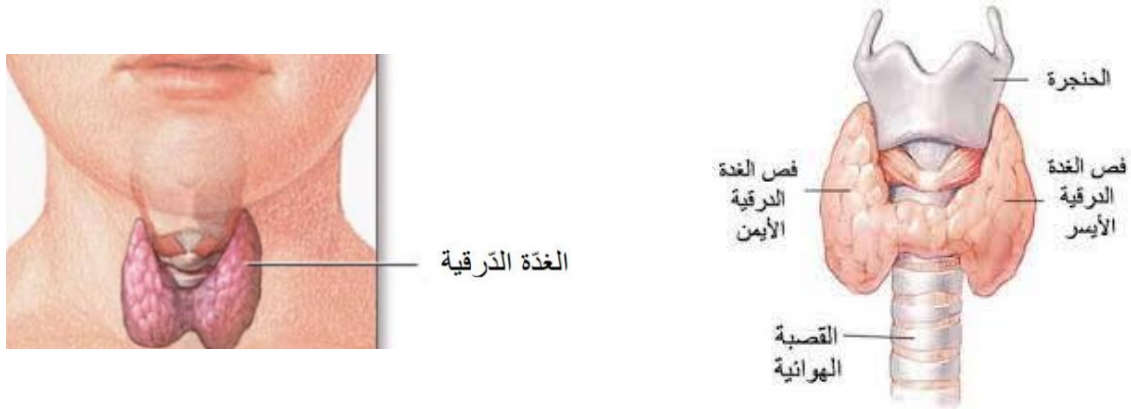 الغدّة الدّرقية
الحنجرة
فص الغدة
الدرقية
الأيسر
فص الغدة
الدرقية
الأيمن
القصبة
الهوائية